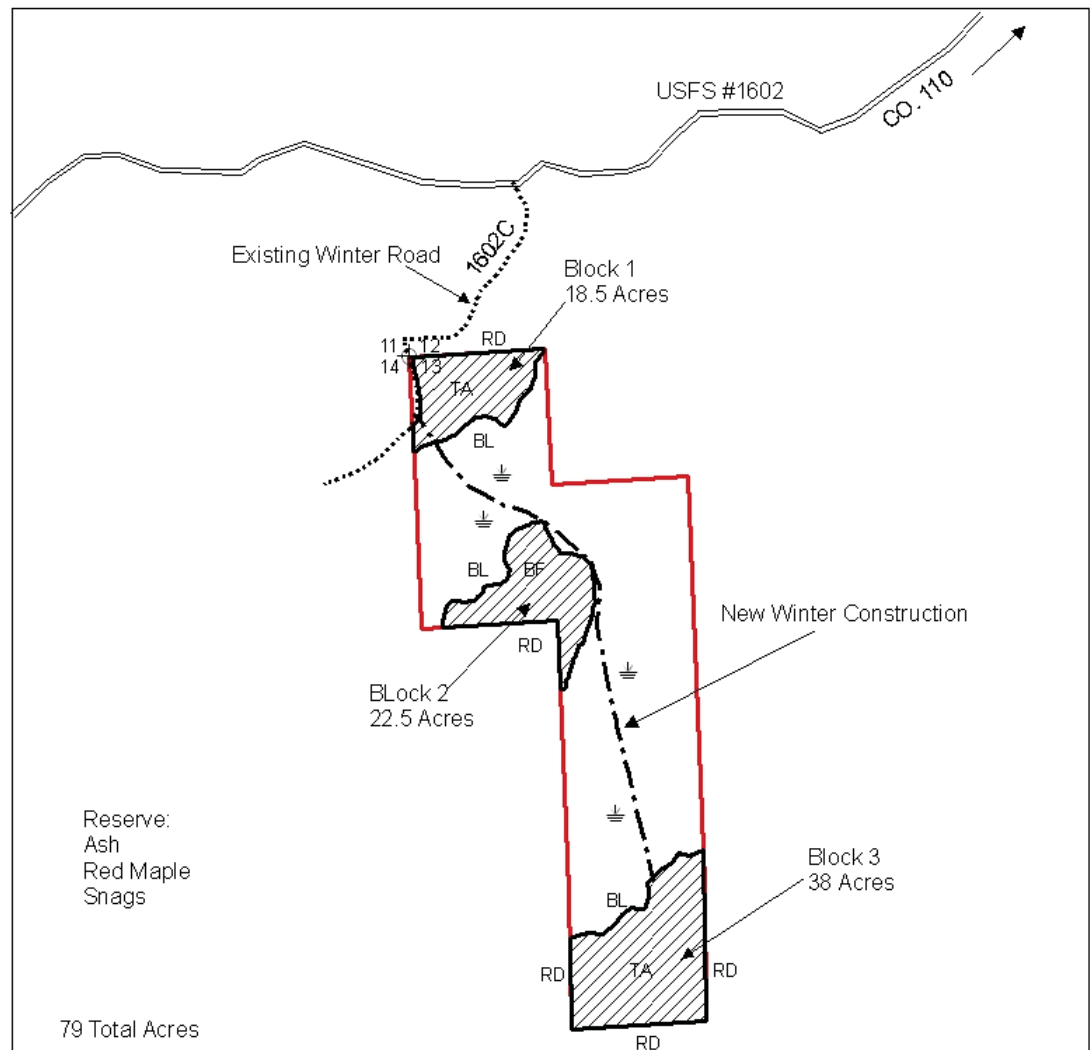 USFS #1602
CO. 110
1602C
Existing Winter Road
Block 1
18.5 Acres
RD
11 12
14 13
TA
BL
BL
BF
New Winter Construction
RD
BLock 2
22.5 Acres
Reserve:
Ash
Red Maple
Snags
Block 3
38 Acres
BL
RD
TA
RD
79 Total Acres
RD